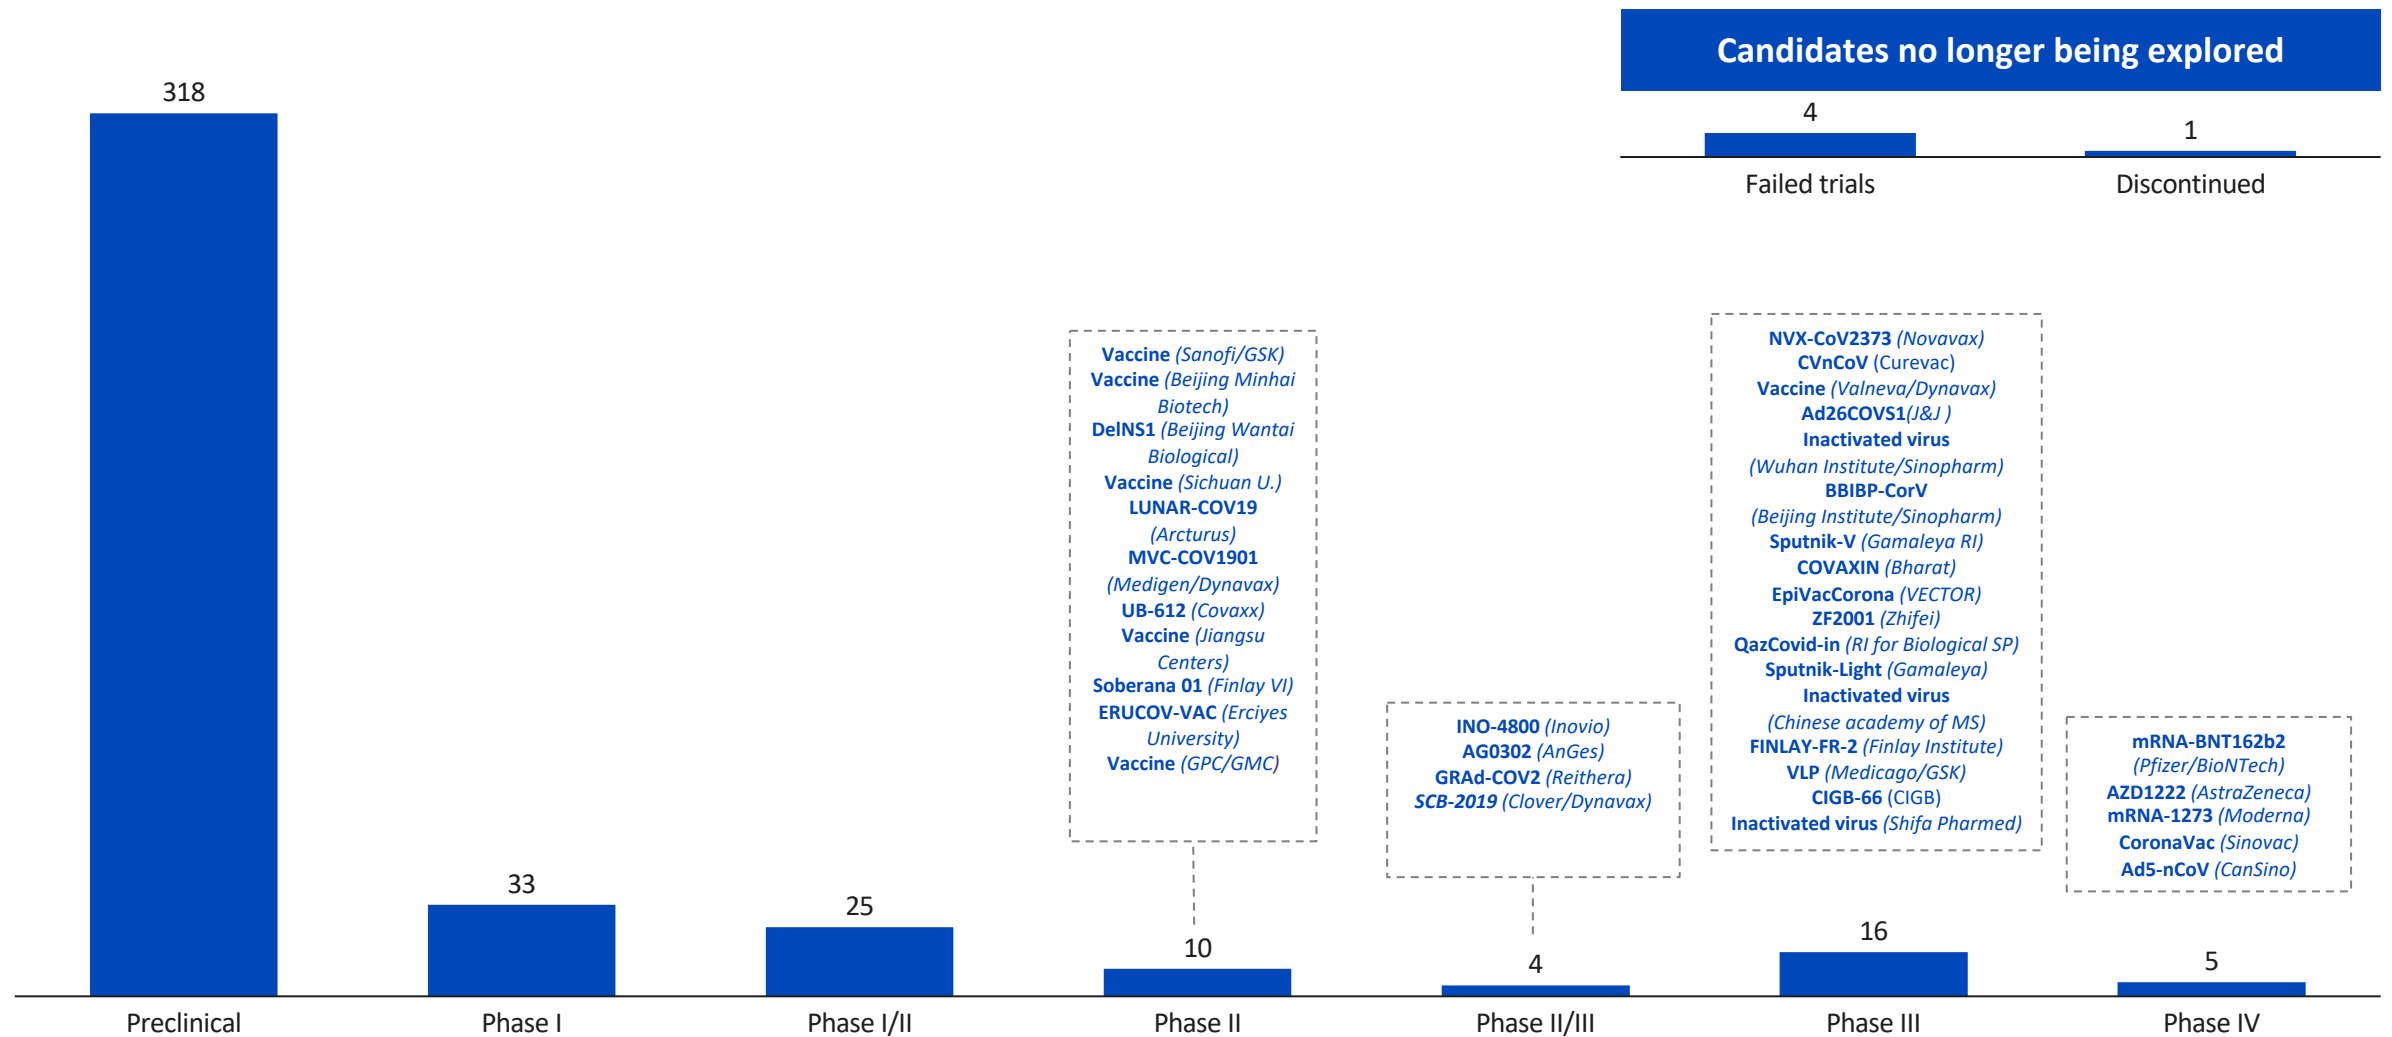 Candidates no longer being explored
4
1
Failed trials
Discontinued
318
Preclinical
33
Phase I
25
Phase I/II
Vaccine (Sanofi/GSK)
Vaccine (Beijing Minhai
Biotech)
DelNS1 (Beijing Wantai
Biological)
Vaccine (Sichuan U.)
LUNAR-COV19
(Arcturus)
MVC-COV1901
(Medigen/Dynavax)
UB-612 (Covaxx)
Vaccine (Jiangsu
Centers)
Soberana 01 (Finlay VI)
ERUCOV-VAC (Erciyes
University)
Vaccine (GPC/GMC)
10
Phase II
INO-4800 (Inovio)
AG0302 (AnGes)
GRAd-COV2 (Reithera)
SCB-2019 (Clover/Dynavax)
4
Phase II/III
NVX-CoV2373 (Novavax)
CVnCoV (Curevac)
Vaccine (Valneva/Dynavax)
Ad26COVS1(J&J )
Inactivated virus
(Wuhan Institute/Sinopharm)
BBIBP-CorV
(Beijing Institute/Sinopharm)
Sputnik-V (Gamaleya RI)
COVAXIN (Bharat)
EpiVacCorona (VECTOR)
ZF2001 (Zhifei)
QazCovid-in (RI for Biological SP)
Sputnik-Light (Gamaleya)
Inactivated virus
(Chinese academy of MS)
FINLAY-FR-2 (Finlay Institute)
VLP (Medicago/GSK)
CIGB-66 (CIGB)
Inactivated virus (Shifa Pharmed)
16
Phase III
mRNA-BNT162b2
(Pfizer/BioNTech)
AZD1222 (AstraZeneca)
mRNA-1273 (Moderna)
CoronaVac (Sinovac)
Ad5-nCoV (CanSino)
5
Phase IV